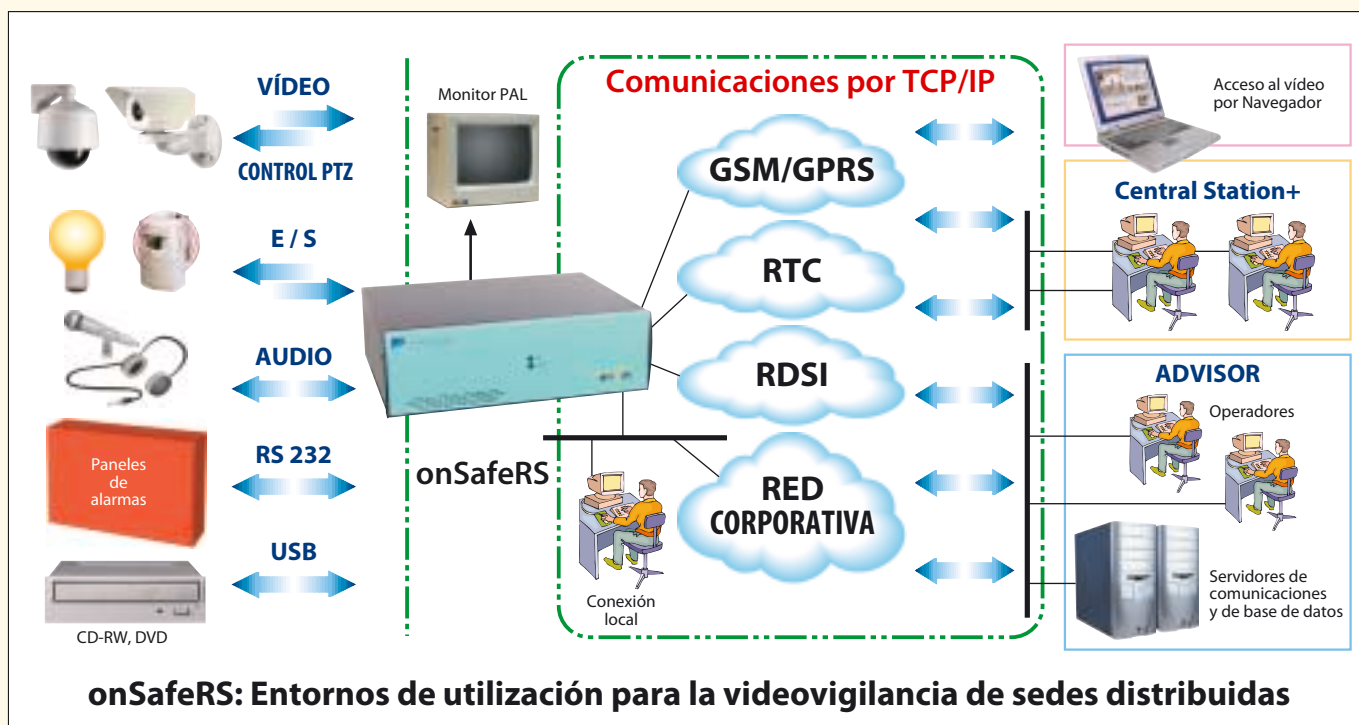 VÍDEO
CONTROL PTZ
E / S
AUDIO
Paneles
de
alarmas
RS 232
USB
CD-RW, DVD
Monitor PAL
onSafeRS
Comunicaciones por TCP/IP
GSM/GPRS
RTC
RDSI
RED
CORPORATIVA
Conexión
local
Acceso al vídeo
por Navegador
Central Station+
ADVISOR
Operadores
Servidores de
comunicaciones
y de base de datos
onSafeRS: Entornos de utilización para la videovigilancia de sedes distribuidas